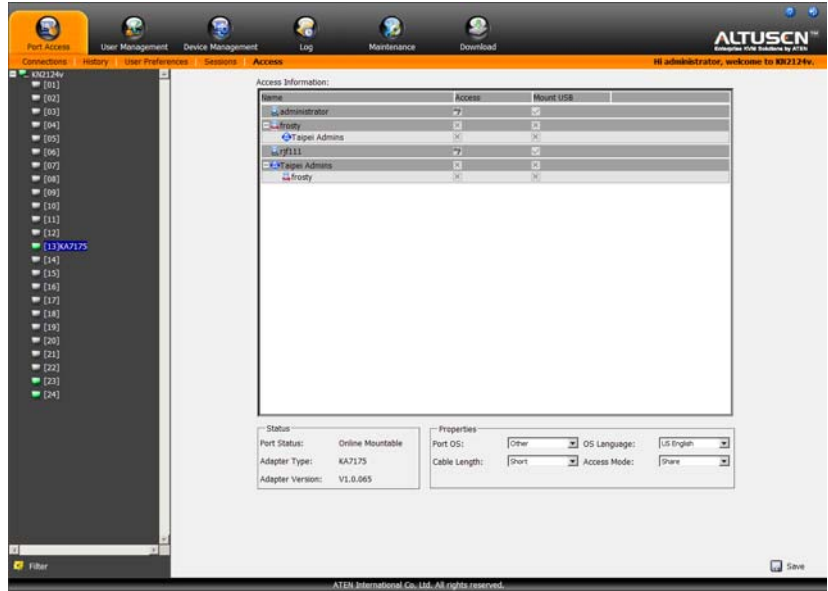 ALTUSEN™
Enterprise KVM Solutions by ATEN
Port Access User Management Device Management Log Maintenance Download
Connections History User Preferences Sessions Access
Hi administrator, welcome to KN2124v.
KN2124v
[01]
[02]
[03]
[04]
[05]
[06]
[07]
[08]
[09]
[10]
[11]
[12]
[13]KA7175
[14]
[15]
[16]
[17]
[18]
[19]
[20]
[21]
[22]
[23]
[24]
Filter
Access Information:
Name Access Mount USB
administrator
frosty
Taipei Admins
rjf111
Taipei Admins
frosty
Status
Port Status: Online Mountable
Adapter Type: KA7175
Adapter Version: V1.0.065
Properties
Port OS: Other OS Language: US English
Cable Length: Short Access Mode: Share
Save
ATEN International Co. Ltd. All rights reserved.